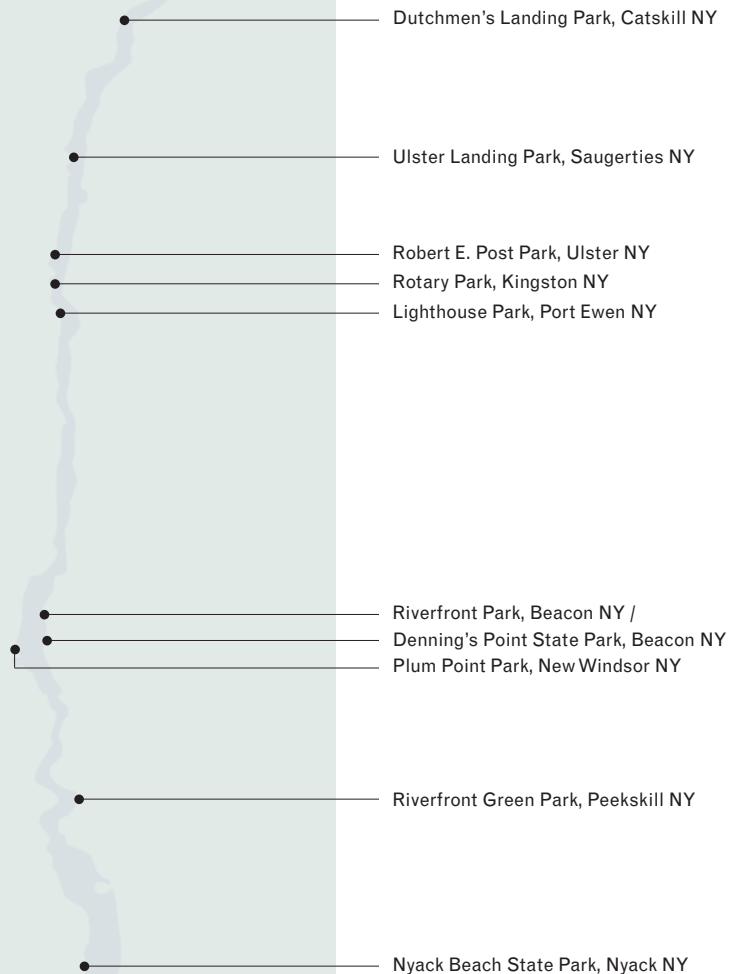 Dutchmen’s Landing Park, Catskill NY
Ulster Landing Park, Saugerties NY
Robert E. Post Park, Ulster NY
Rotary Park, Kingston NY
Lighthouse Park, Port Ewen NY
Riverfront Park, Beacon NY /
Denning’s Point State Park, Beacon NY
Plum Point Park, New Windsor NY
Riverfront Green Park, Peekskill NY
Nyack Beach State Park, Nyack NY